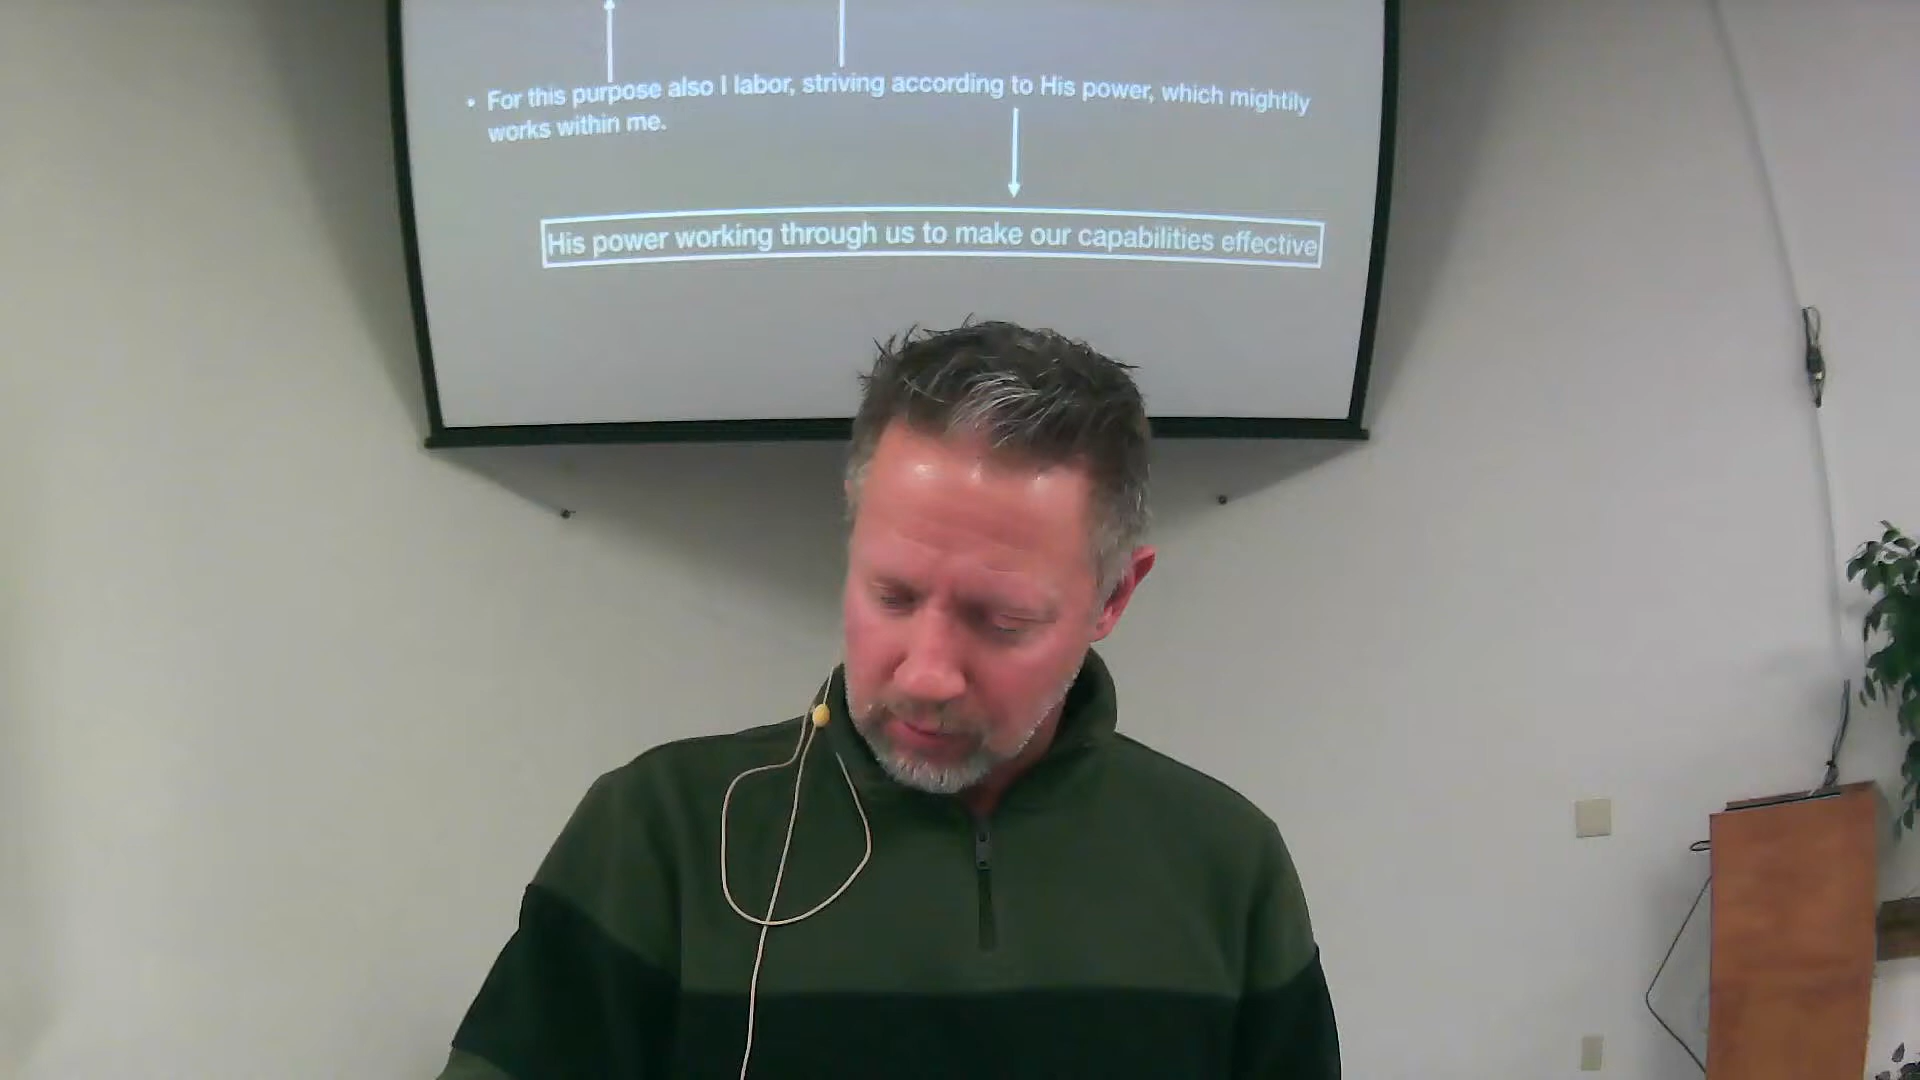 • For this purpose also I labor, striving according to His power, which mightily
works within me.
His power working through us to make our capabilities effective